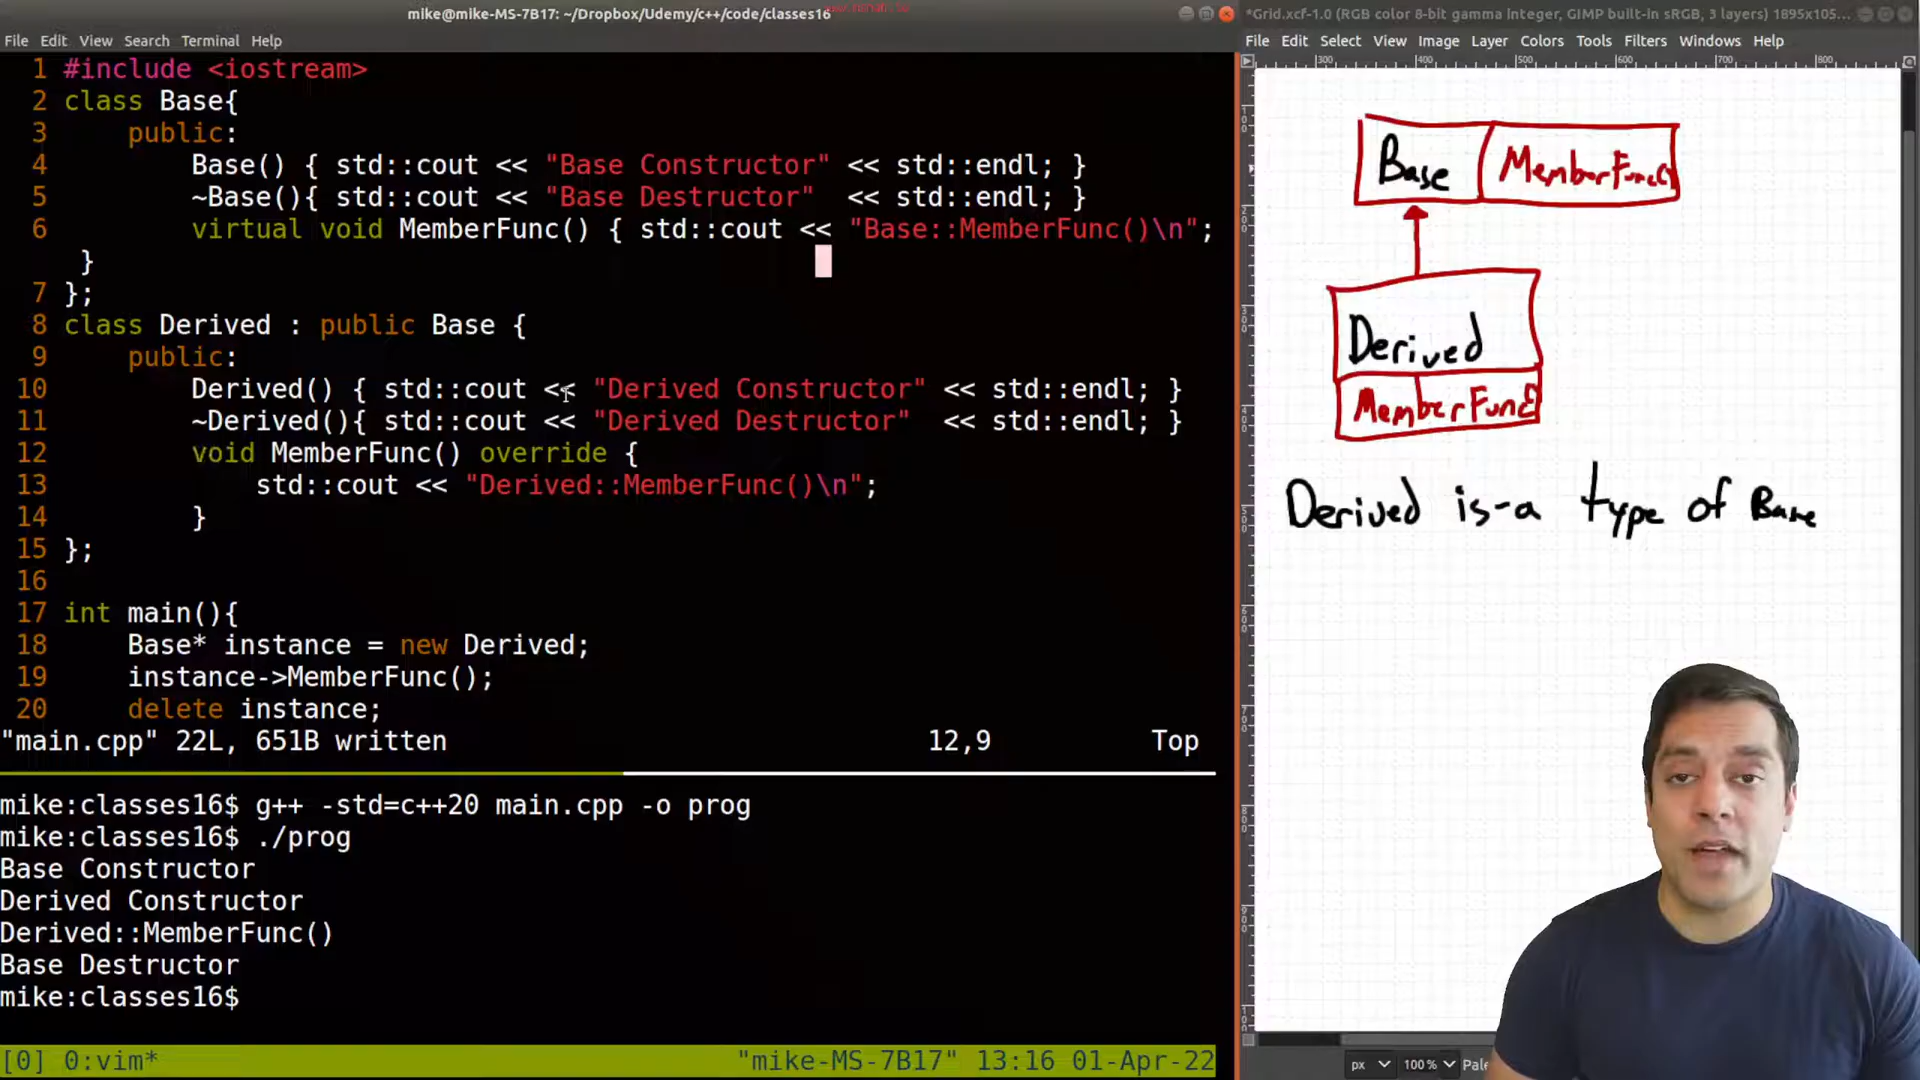 mike@mike-MS-7B17: ~/Dropbox/Udemy/c++/code/classes16
File Edit View Search Terminal Help
1 #include <iostream>
2 class Base{
3     public:
4         Base() { std::cout << "Base Constructor" << std::endl; }
5         ~Base(){ std::cout << "Base Destructor"  << std::endl; }
6         virtual void MemberFunc() { std::cout << "Base::MemberFunc()\n";
 }
7 };
8 class Derived : public Base {
9     public:
10         Derived() { std::cout << "Derived Constructor" << std::endl; }
11         ~Derived(){ std::cout << "Derived Destructor"  << std::endl; }
12         void MemberFunc() override {
13             std::cout << "Derived::MemberFunc()\n";
14         }
15 };
16
17 int main(){
18     Base* instance = new Derived;
19     instance->MemberFunc();
20     delete instance;
"main.cpp" 22L, 651B written 12,9 Top
mike:classes16$ g++ -std=c++20 main.cpp -o prog
mike:classes16$ ./prog
Base Constructor
Derived Constructor
Derived::MemberFunc()
Base Destructor
mike:classes16$
[0] 0:vim* "mike-MS-7B17" 13:16 01-Apr-22
*Grid.xcf-1.0 (RGB color 8-bit gamma integer, GIMP built-in sRGB, 3 layers) 1895x105...
File Edit Select View Image Layer Colors Tools Filters Windows Help
300 400 500 600 700 800
Base MemberFunc()
Derived
MemberFunc
Derived is-a type of Base
px 100%